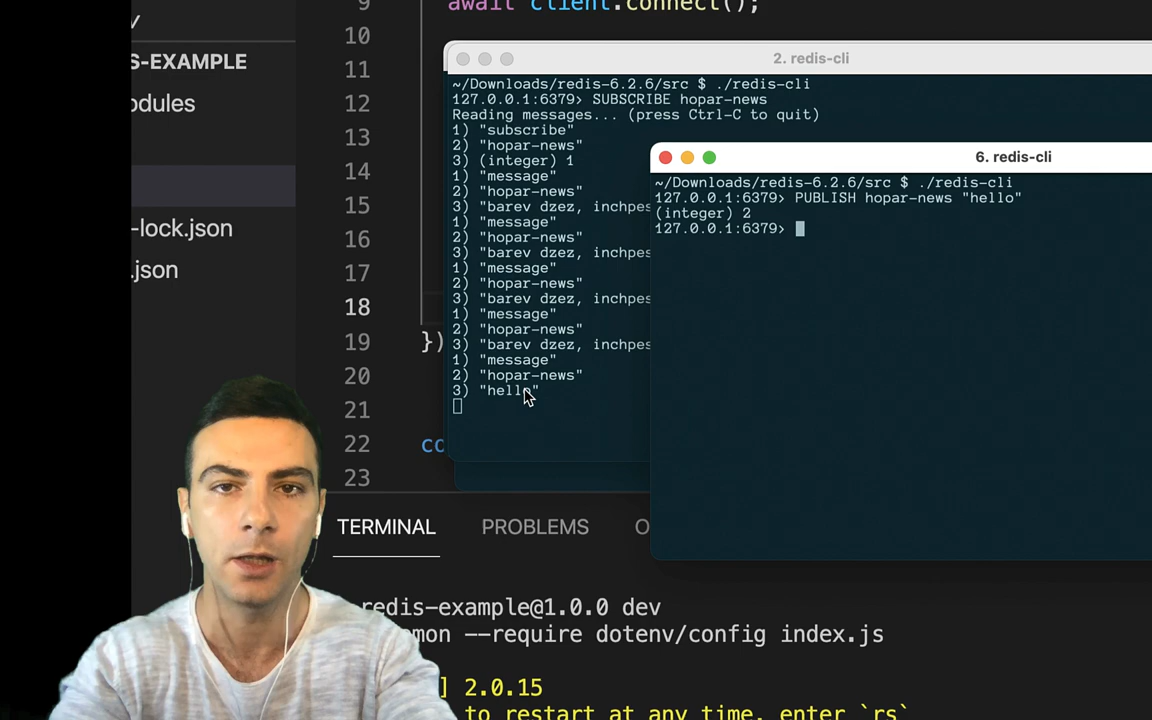 9
await client.connect();
10
11
12
13
14
15
16
17
18
19
})
20
21
22
co
23
S-EXAMPLE
odules
-lock.json
.json
2. redis-cli
~/Downloads/redis-6.2.6/src $ ./redis-cli
127.0.0.1:6379> SUBSCRIBE hopar-news
Reading messages... (press Ctrl-C to quit)
1) "subscribe"
2) "hopar-news"
3) (integer) 1
1) "message"
2) "hopar-news"
3) "barev dzez, inchpes
1) "message"
2) "hopar-news"
3) "barev dzez, inchpes
1) "message"
2) "hopar-news"
3) "barev dzez, inchpes
1) "message"
2) "hopar-news"
3) "barev dzez, inchpes
1) "message"
2) "hopar-news"
3) "hello"
6. redis-cli
~/Downloads/redis-6.2.6/src $ ./redis-cli
127.0.0.1:6379> PUBLISH hopar-news "hello"
(integer) 2
127.0.0.1:6379>
TERMINAL PROBLEMS O
redis-example@1.0.0 dev
mon --require dotenv/config index.js
] 2.0.15
to restart at any time, enter `rs`